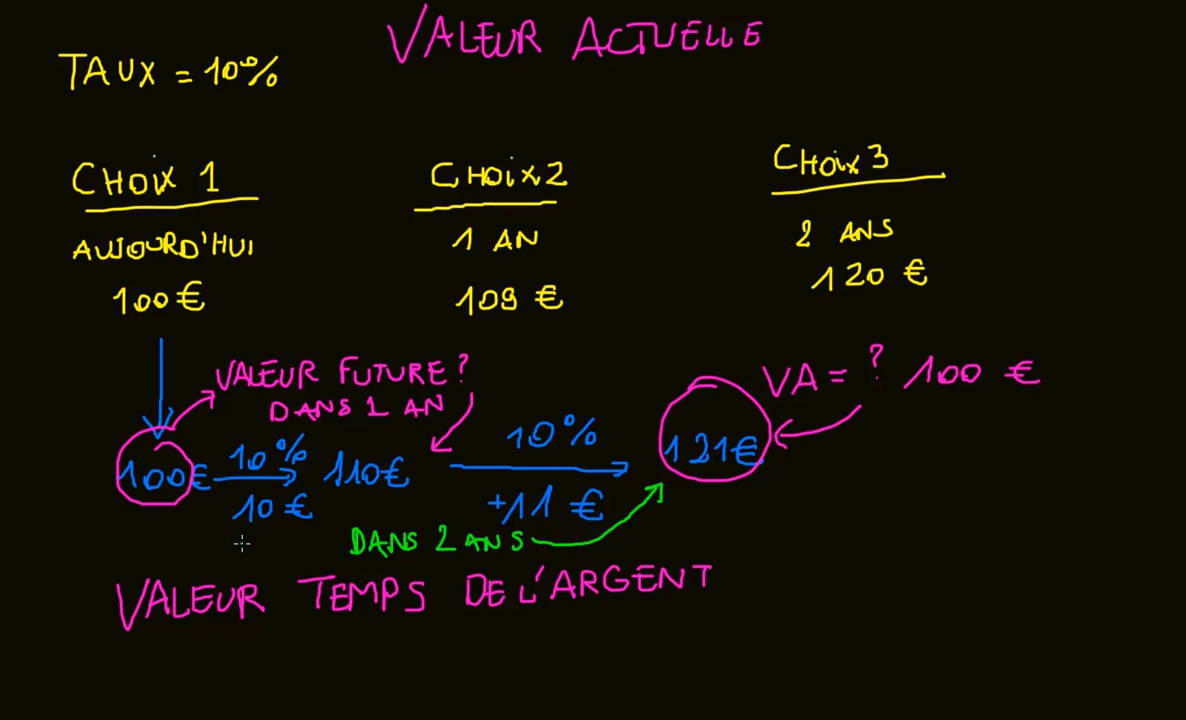 VALEUR ACTUELLE
TAUX = 10%
CHOIX 1
AUJOURD'HUI
100 €
CHOIX 2
1 AN
109 €
CHOIX 3
2 ANS
120 €
VALEUR FUTURE ?
DANS 1 AN
VA = ? 100 €
100 €
10 %
10 €
110 €
10 %
+11 €
121 €
DANS 2 ANS
VALEUR TEMPS DE L'ARGENT